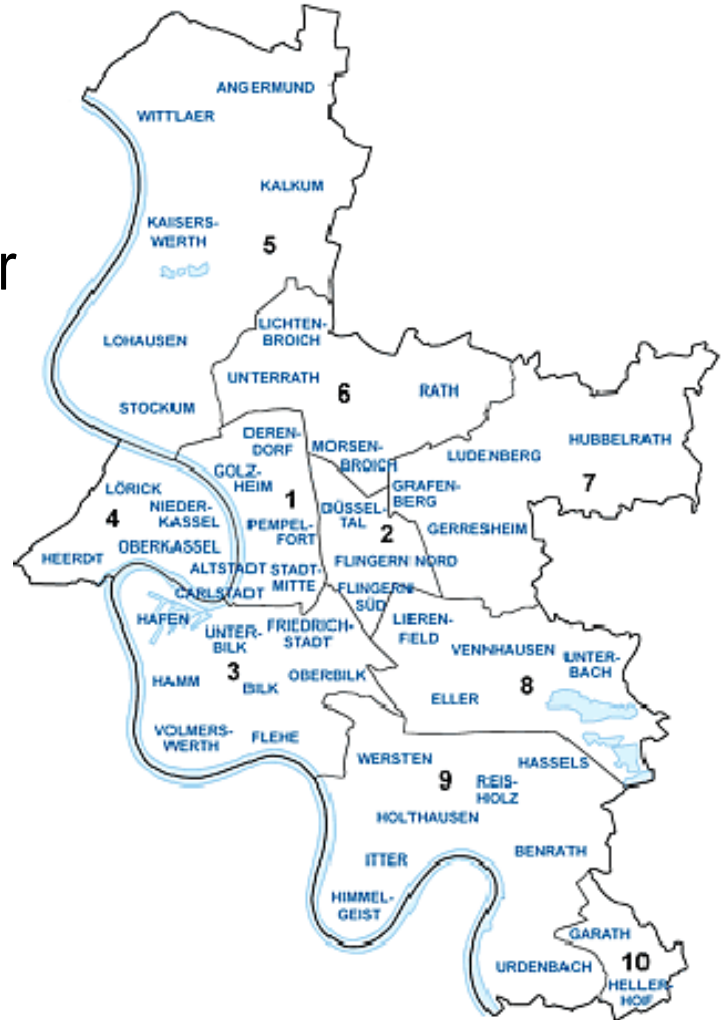 ANGERMUND
WITTLAER
KALKUM
KAISERS-
WERTH
5
r
LICHTEN-
BROICH
LOHAUSEN
UNTERRATH
6
RATH
STOCKUM
DEREN-
DORF
MORSEN-
BROICH
LUDENBERG
HUBBELRATH
7
GOLZ-
HEIM
GRAFEN-
BERG
LÖRICK
1
NIEDER-
KASSEL
4
DÜSSEL-
TAL
2
PEMPEL-
FORT
GERRESHEIM
OBERKASSEL
HEERDT
FLINGERN NORD
ALTSTADT
STADT-
MITTE
CARLSTADT
FLINGERN
SÜD
HAFEN
LIEREN-
FIELD
UNTER-
BILK
FRIEDRICH-
STADT
VENNHAUSEN
UNTER-
BACH
3
OBERBILK
HAMM
BILK
8
ELLER
VOLMERS-
WERTH
FLEHE
WERSTEN
HASSELS
9
REIS-
HOLZ
HOLTHAUSEN
ITTER
BENRATH
HIMMEL-
GEIST
GARATH
URDENBACH
10
HELLER-
HOF